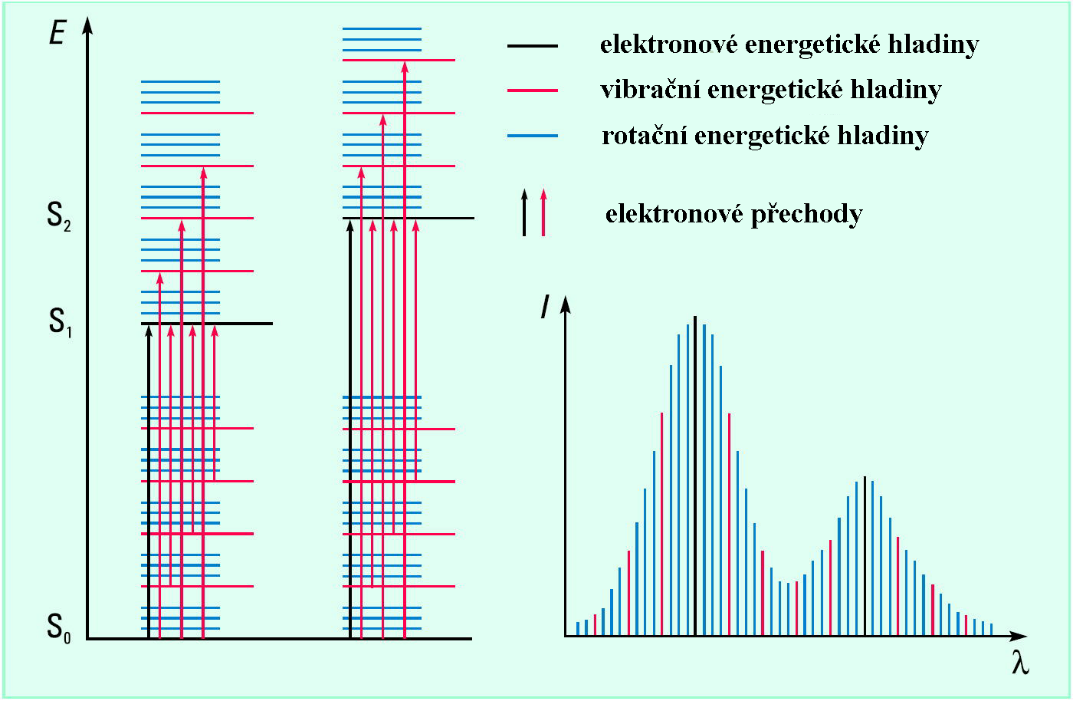 E
elektronové energetické hladiny
vibrační energetické hladiny
rotační energetické hladiny
elektronové přechody
S₂
S₁
S₀
I
λ